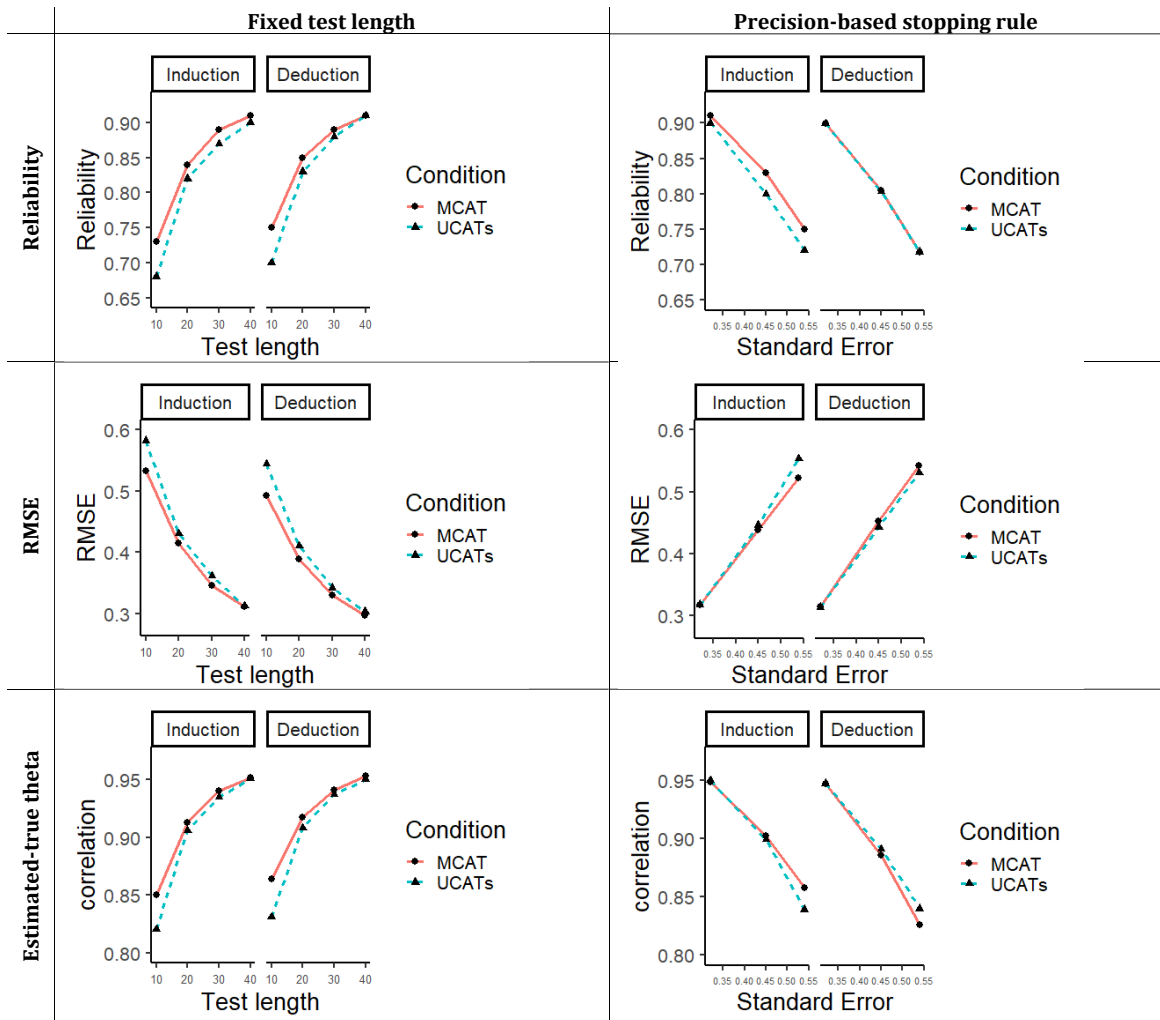 Fixed test length
Precision-based stopping rule
Reliability
Induction
Deduction
Reliability
0.90
0.85
0.80
0.75
0.70
0.65
10 20 30 40
10 20 30 40
Test length
Condition
MCAT
UCATs
Induction
Deduction
Reliability
0.90
0.85
0.80
0.75
0.70
0.65
0.35 0.40 0.45 0.50 0.55
0.35 0.40 0.45 0.50 0.55
Standard Error
Condition
MCAT
UCATs
RMSE
Induction
Deduction
RMSE
0.6
0.5
0.4
0.3
10 20 30 40
10 20 30 40
Test length
Condition
MCAT
UCATs
Induction
Deduction
RMSE
0.6
0.5
0.4
0.3
0.35 0.40 0.45 0.50 0.55
0.35 0.40 0.45 0.50 0.55
Standard Error
Condition
MCAT
UCATs
Estimated-true theta
Induction
Deduction
correlation
0.95
0.90
0.85
0.80
10 20 30 40
10 20 30 40
Test length
Condition
MCAT
UCATs
Induction
Deduction
correlation
0.95
0.90
0.85
0.80
0.35 0.40 0.45 0.50 0.55
0.35 0.40 0.45 0.50 0.55
Standard Error
Condition
MCAT
UCATs